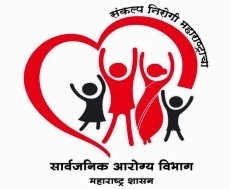 संकल्प निरोगी महाराष्ट्राचा
सार्वजनिक आरोग्य विभाग
महाराष्ट्र शासन